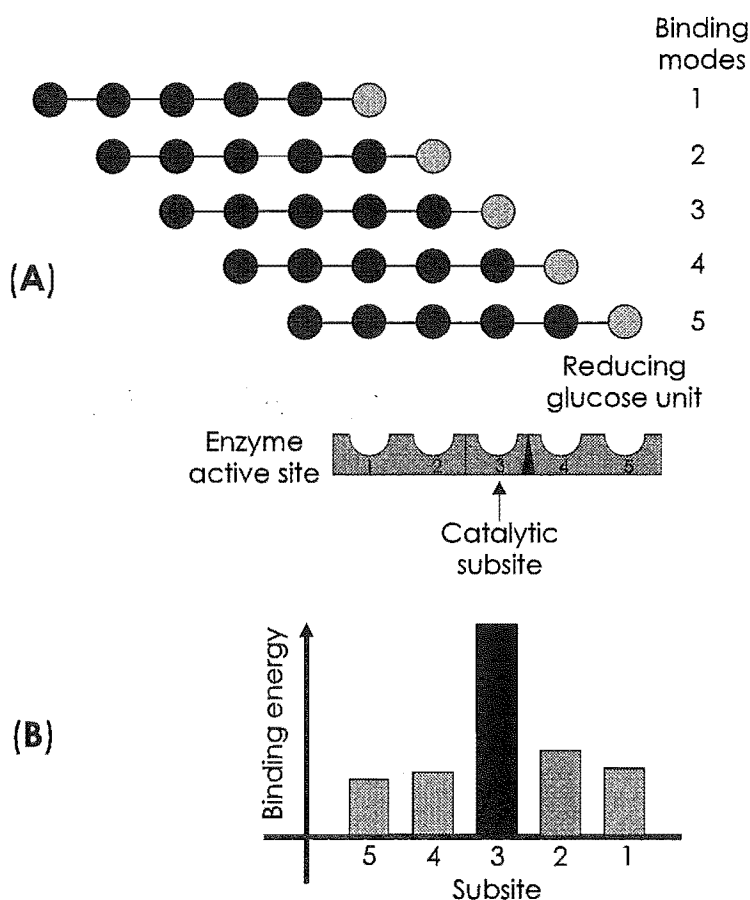 Binding
modes
1
2
3
(A)
4
5
Reducing
glucose unit
Enzyme
active site
1 2 3 4 5
Catalytic
subsite
(B)
Binding energy
5 4 3 2 1
Subsite